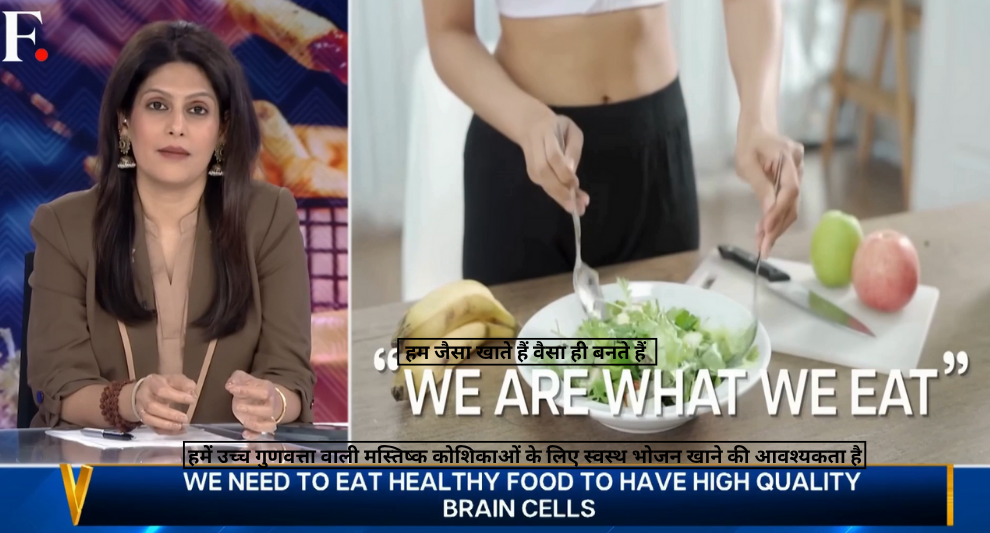 F.
हम जैसा खाते हैं वैसा ही बनते हैं
“WE ARE WHAT WE EAT”
हमें उच्च गुणवत्ता वाली मस्तिष्क कोशिकाओं के लिए स्वस्थ भोजन खाने की आवश्यकता है
WE NEED TO EAT HEALTHY FOOD TO HAVE HIGH QUALITY
BRAIN CELLS